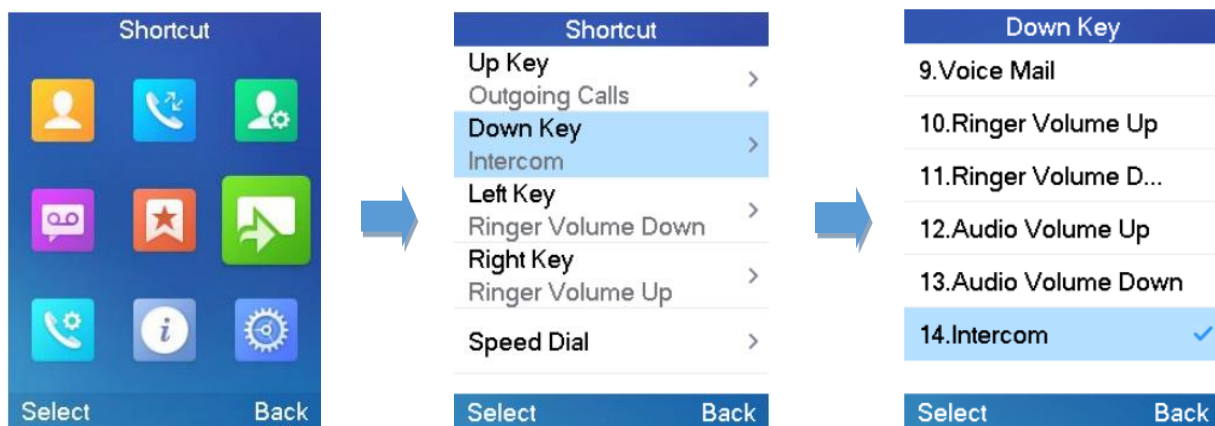 Shortcut
Select Back
Shortcut
Up Key
Outgoing Calls
Down Key
Intercom
Left Key
Ringer Volume Down
Right Key
Ringer Volume Up
Speed Dial
Select Back
Down Key
9.Voice Mail
10.Ringer Volume Up
11.Ringer Volume D...
12.Audio Volume Up
13.Audio Volume Down
14.Intercom
Select Back